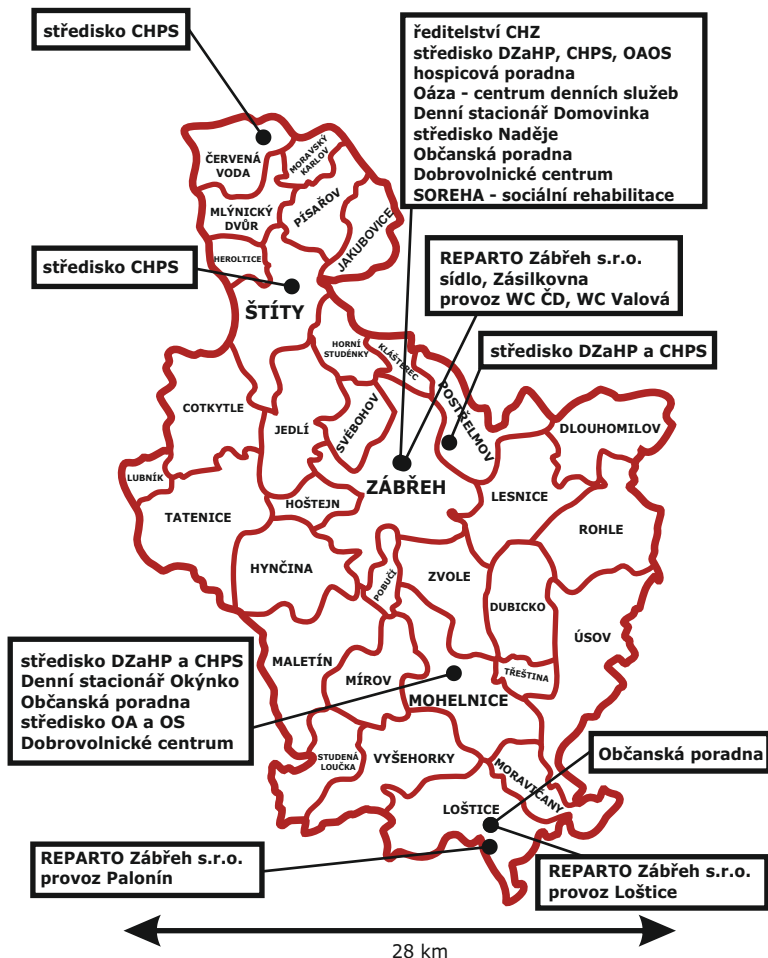 středisko CHPS
ředitelství CHZ
středisko DZaHP, CHPS, OAOS
hospicová poradna
Oáza - centrum denních služeb
Denní stacionář Domovinka
středisko Naděje
Občanská poradna
Dobrovolnické centrum
SOREHA - sociální rehabilitace
ČERVENÁ
VODA
MORAVSKÝ
KARLOV
MLÝNICKÝ
DVŮR
PÍSAŘOV
JAKUBOVICE
HEROLTICE
středisko CHPS
ŠTÍTY
REPARTO Zábřeh s.r.o.
sídlo, Zásilkovna
provoz WC ČD, WC Valová
středisko DZaHP a CHPS
HORNÍ
STUDÉNKY
KLÁŠTEREC
POSTŘELMOV
COTKYTLE
JEDLÍ
SVÉBOHOV
DLOUHOMILOV
LUBNÍK
ZÁBŘEH
LESNICE
TATENICE
HOŠTEJN
ROHLE
HYNČINA
POBUČÍ
ZVOLE
DUBICKO
ÚSOV
středisko DZaHP a CHPS
Denní stacionář Okýnko
Občanská poradna
středisko OA a OS
Dobrovolnické centrum
MALETÍN
MÍROV
TŘEŠTINA
MOHELNICE
STUDENÁ
LOUČKA
VYŠEHORKY
MORAVIČANY
Občanská poradna
LOŠTICE
REPARTO Zábřeh s.r.o.
provoz Palonín
REPARTO Zábřeh s.r.o.
provoz Loštice
28 km